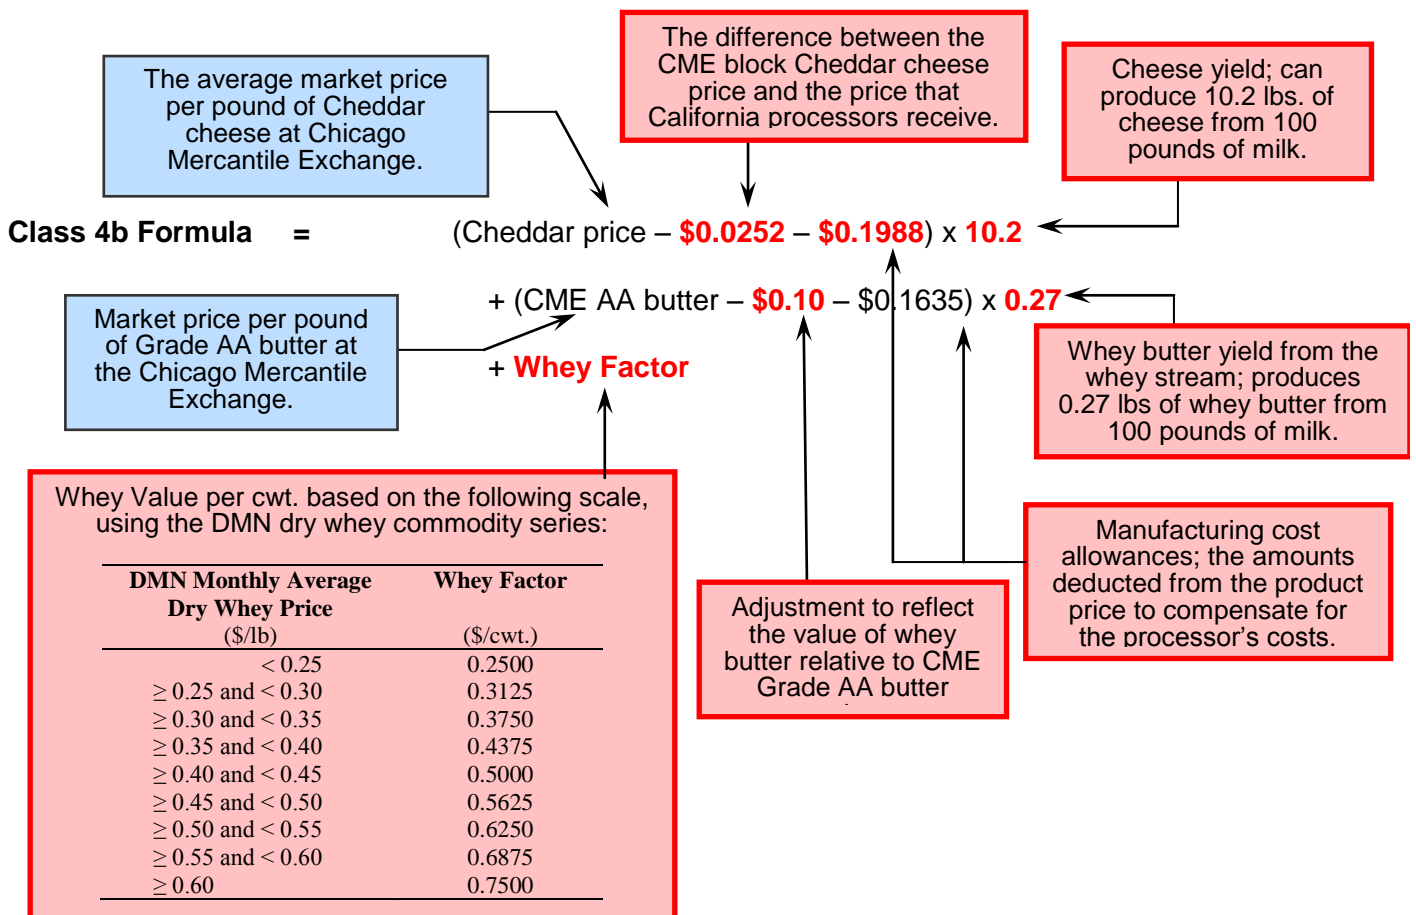 The difference between the
CME block Cheddar cheese
price and the price that
California processors receive.
The average market price
per pound of Cheddar
cheese at Chicago
Mercantile Exchange.
Cheese yield; can
produce 10.2 lbs. of
cheese from 100
pounds of milk.
Class 4b Formula = (Cheddar price – $0.0252 – $0.1988) x 10.2
+ (CME AA butter – $0.10 – $0.1635) x 0.27
+ Whey Factor
Market price per pound
of Grade AA butter at
the Chicago Mercantile
Exchange.
Whey butter yield from the
whey stream; produces
0.27 lbs of whey butter from
100 pounds of milk.
Whey Value per cwt. based on the following scale,
using the DMN dry whey commodity series:
DMN Monthly Average Whey Factor
Dry Whey Price
($/lb) ($/cwt.)
< 0.25 0.2500
≥ 0.25 and < 0.30 0.3125
≥ 0.30 and < 0.35 0.3750
≥ 0.35 and < 0.40 0.4375
≥ 0.40 and < 0.45 0.5000
≥ 0.45 and < 0.50 0.5625
≥ 0.50 and < 0.55 0.6250
≥ 0.55 and < 0.60 0.6875
≥ 0.60 0.7500
Adjustment to reflect
the value of whey
butter relative to CME
Grade AA butter
Manufacturing cost
allowances; the amounts
deducted from the product
price to compensate for
the processor's costs.